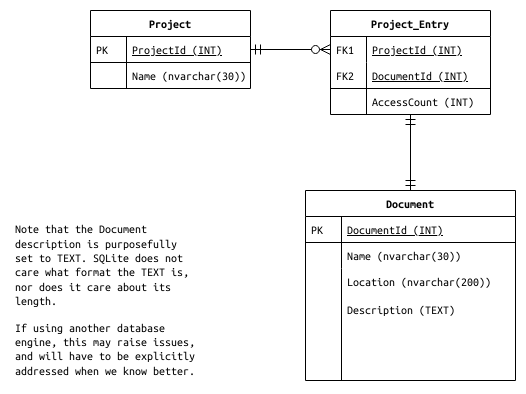 Project
PK ProjectId (INT)
Name (nvarchar(30))
Project_Entry
FK1 ProjectId (INT)
FK2 DocumentId (INT)
AccessCount (INT)
Document
PK DocumentId (INT)
Name (nvarchar(30))
Location (nvarchar(200))
Description (TEXT)
Note that the Document
description is purposefully
set to TEXT. SQLite does not
care what format the TEXT is,
nor does it care about its
length.
If using another database
engine, this may raise issues,
and will have to be explicitly
addressed when we know better.